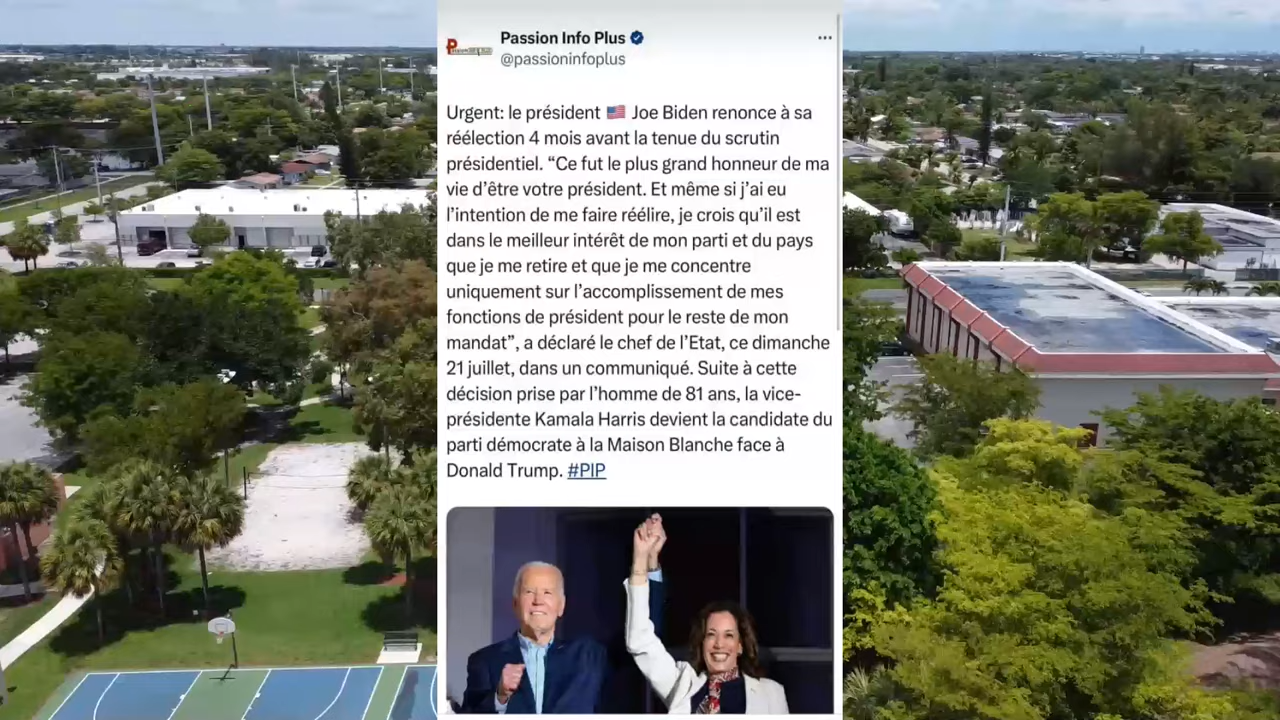 Passion Info Plus
@passioninfoplus
Urgent: le président 🇺🇸 Joe Biden renonce à sa
réélection 4 mois avant la tenue du scrutin
présidentiel. “Ce fut le plus grand honneur de ma
vie d’être votre président. Et même si j’ai eu
l’intention de me faire réélire, je crois qu’il est
dans le meilleur intérêt de mon parti et du pays
que je me retire et que je me concentre
uniquement sur l’accomplissement de mes
fonctions de président pour le reste de mon
mandat”, a déclaré le chef de l’Etat, ce dimanche
21 juillet, dans un communiqué. Suite à cette
décision prise par l’homme de 81 ans, la vice-
présidente Kamala Harris devient la candidate du
parti démocrate à la Maison Blanche face à
Donald Trump. #PIP